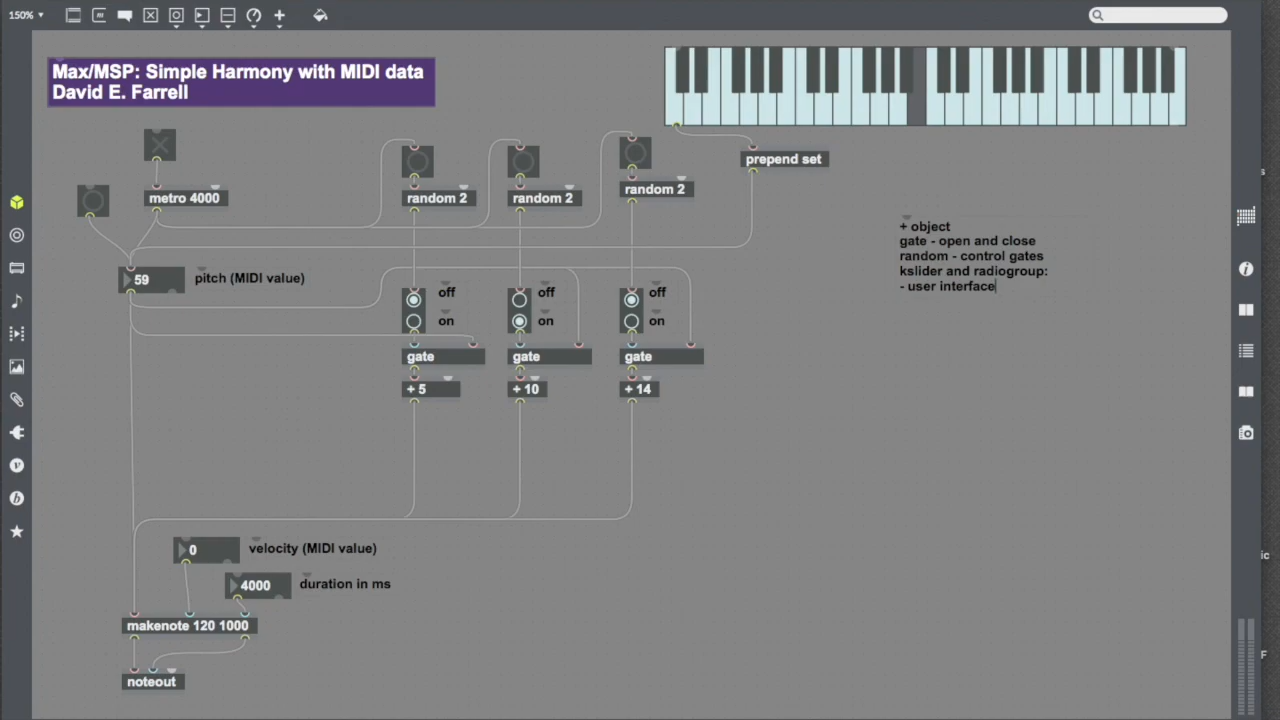 150%
Max/MSP: Simple Harmony with MIDI data
David E. Farrell
prepend set
metro 4000
random 2
random 2
random 2
+ object
gate - open and close
random - control gates
kslider and radiogroup:
- user interface
59
pitch (MIDI value)
off
on
off
on
off
on
gate
gate
gate
+ 5
+ 10
+ 14
0
velocity (MIDI value)
4000
duration in ms
makenote 120 1000
noteout